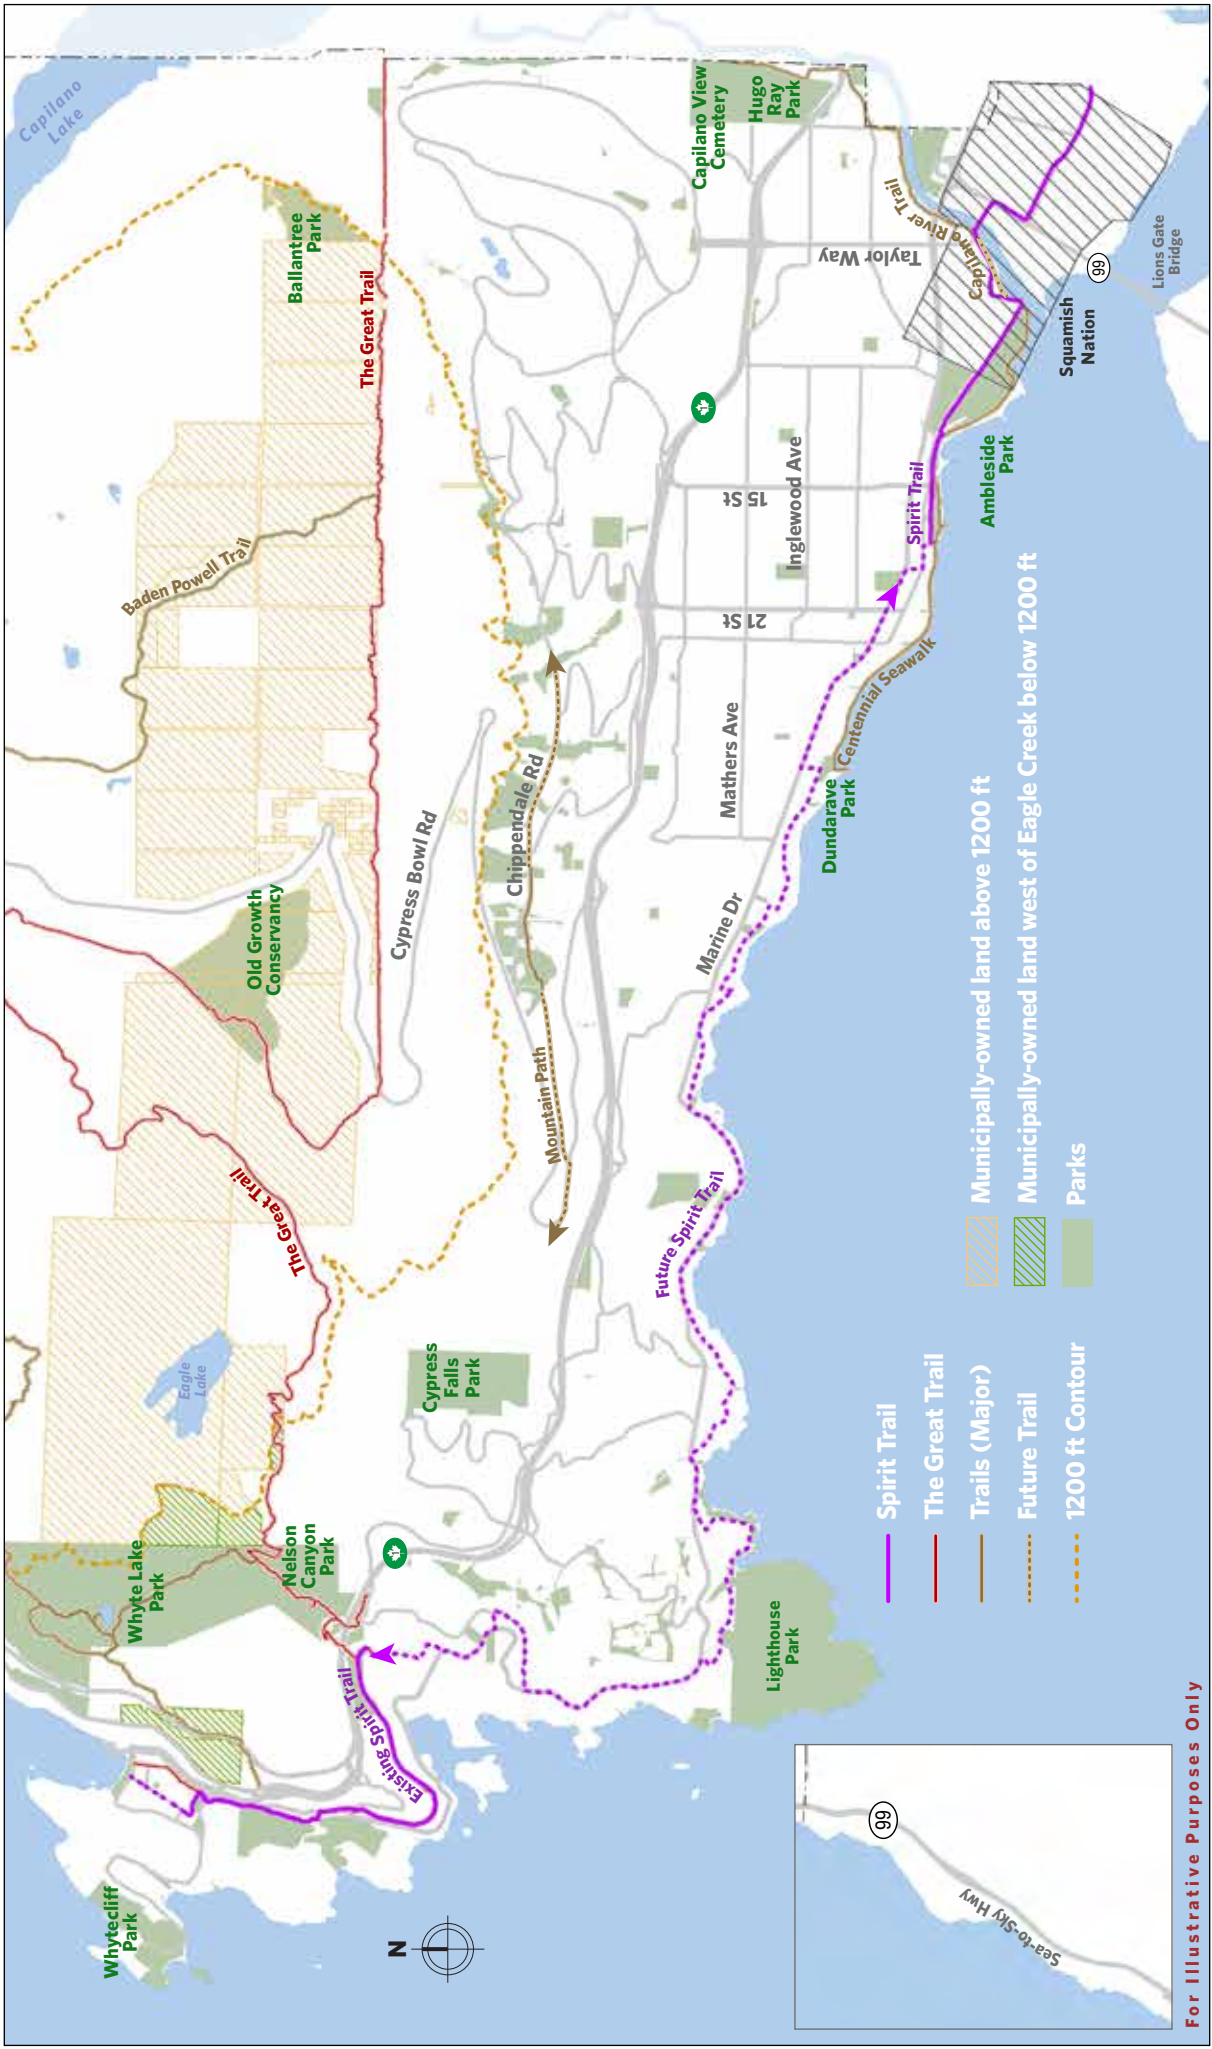 Capilano
Lake
Ballantree
Park
The Great Trail
Capilano View
Cemetery
Hugo
Ray
Park
Capilano River Trail
Taylor Way
Lions Gate
Bridge
99
Squamish
Nation
Ambleside
Park
Spirit Trail
Inglewood Ave
15 St
21 St
Baden Powell Trail
Centennial Seawalk
Dundarave
Park
Mathers Ave
Marine Dr
Chippendale Rd
Cypress Bowl Rd
Old Growth
Conservancy
Mountain Path
The Great Trail
Future Spirit Trail
Eagle
Lake
Cypress
Falls
Park
Whyte Lake
Park
Nelson
Canyon
Park
Lighthouse
Park
Existing Spirit Trail
Whytecliff
Park
N
Spirit Trail
The Great Trail
Trails (Major)
Future Trail
1200 ft Contour
Municipally-owned land above 1200 ft
Municipally-owned land west of Eagle Creek below 1200 ft
Parks
99
Sea-to-Sky Hwy
For Illustrative Purposes Only